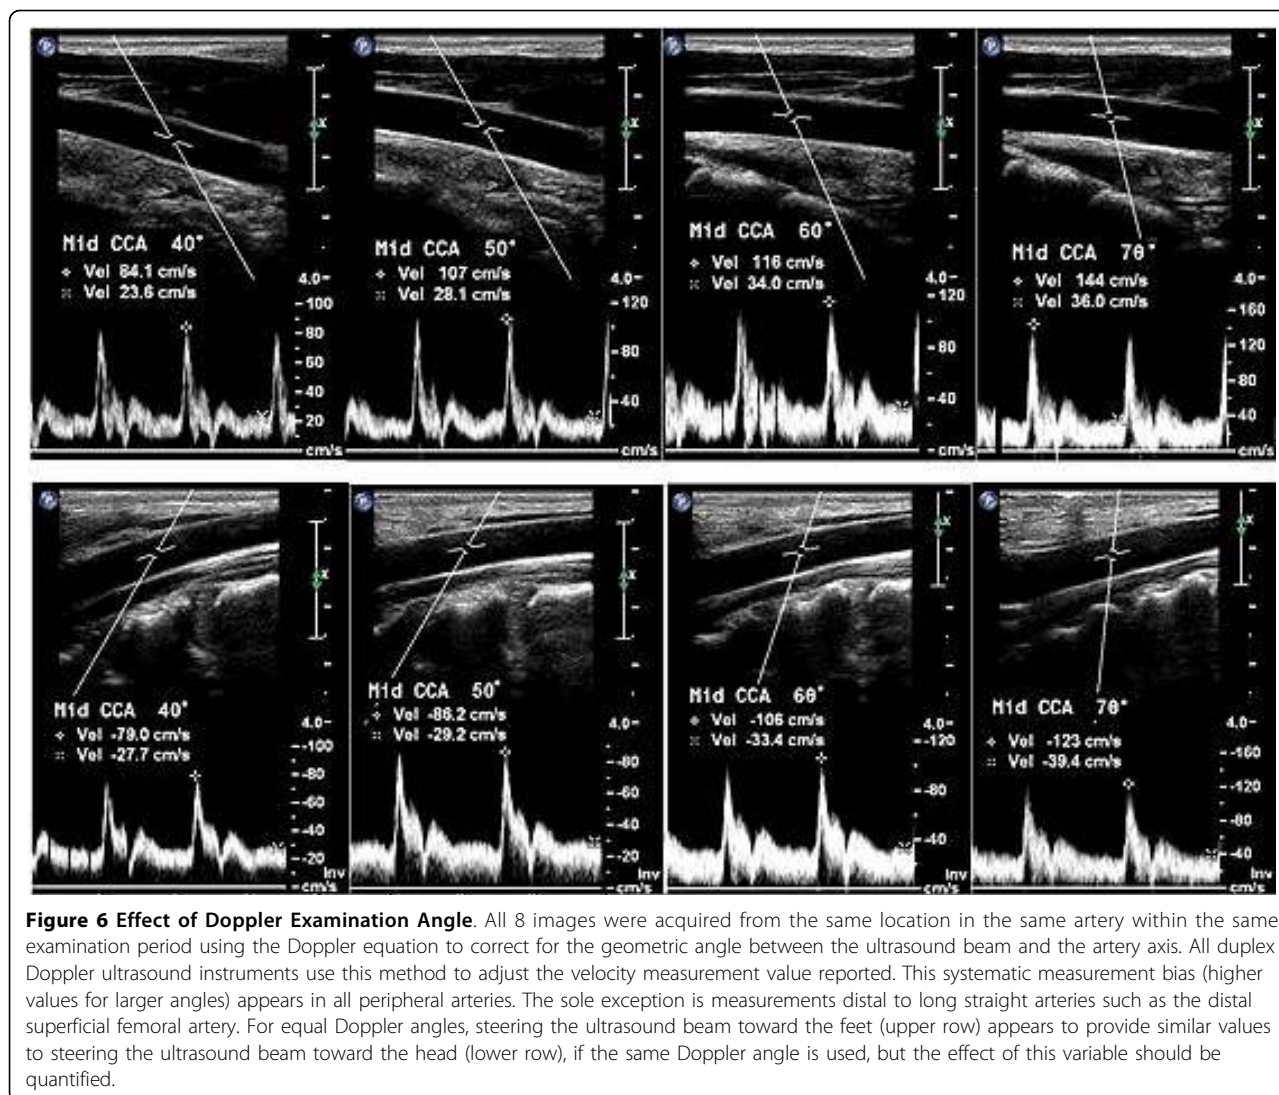 Mid CCA 40°
Vel 84.1 cm/s
Vel 23.6 cm/s
4.0
100
80
60
40
20
cm/s
Mid CCA 50°
Vel 107 cm/s
Vel 28.1 cm/s
4.0
120
80
40
cm/s
Mid CCA 60°
Vel 116 cm/s
Vel 34.0 cm/s
4.0
120
80
40
cm/s
Mid CCA 70°
Vel 144 cm/s
Vel 36.0 cm/s
4.0
160
120
80
40
cm/s
Mid CCA 40°
Vel -79.0 cm/s
Vel -27.7 cm/s
4.0
-100
-80
-60
-40
-20
Inv
cm/s
Mid CCA 50°
Vel -86.2 cm/s
Vel -29.2 cm/s
4.0
-100
-80
-60
-40
-20
Inv
cm/s
Mid CCA 60°
Vel -106 cm/s
Vel -33.4 cm/s
4.0
-120
-80
-40
Inv
cm/s
Mid CCA 70°
Vel -123 cm/s
Vel -39.4 cm/s
4.0
-160
-120
-80
-40
Inv
cm/s
Figure 6 Effect of Doppler Examination Angle. All 8 images were acquired from the same location in the same artery within the same
examination period using the Doppler equation to correct for the geometric angle between the ultrasound beam and the artery axis. All duplex
Doppler ultrasound instruments use this method to adjust the velocity measurement value reported. This systematic measurement bias (higher
values for larger angles) appears in all peripheral arteries. The sole exception is measurements distal to long straight arteries such as the distal
superficial femoral artery. For equal Doppler angles, steering the ultrasound beam toward the feet (upper row) appears to provide similar values
to steering the ultrasound beam toward the head (lower row), if the same Doppler angle is used, but the effect of this variable should be
quantified.